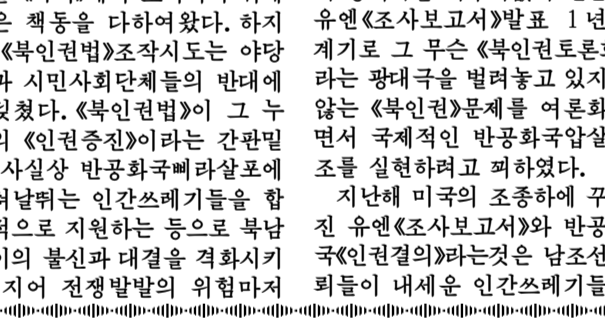 은 책동을 다하여왔다. 하지
《북인권법》조작시도는 야당
과 시민사회단체들의 반대에
딪쳤다. 《북인권법》이 그 누
의 《인권증진》이라는 간판밑
사실상 반공화국삐라살포에
쳐날뛰는 인간쓰레기들을 합
적으로 지원하는 등으로 북남
이의 불신과 대결을 격화시키
지어 전쟁발발의 위험마저
유엔《조사보고서》발표 1년
계기로 그 무슨 《북인권토론
라는 광대극을 벌려놓고 있지
않는 《북인권》문제를 여론화
면서 국제적인 반공화국압살
조를 실현하려고 꾀하였다.
지난해 미국의 조종하에 꾸
진 유엔《조사보고서》와 반공
국《인권결의》라는것은 남조선
뢰들이 내세운 인간쓰레기들